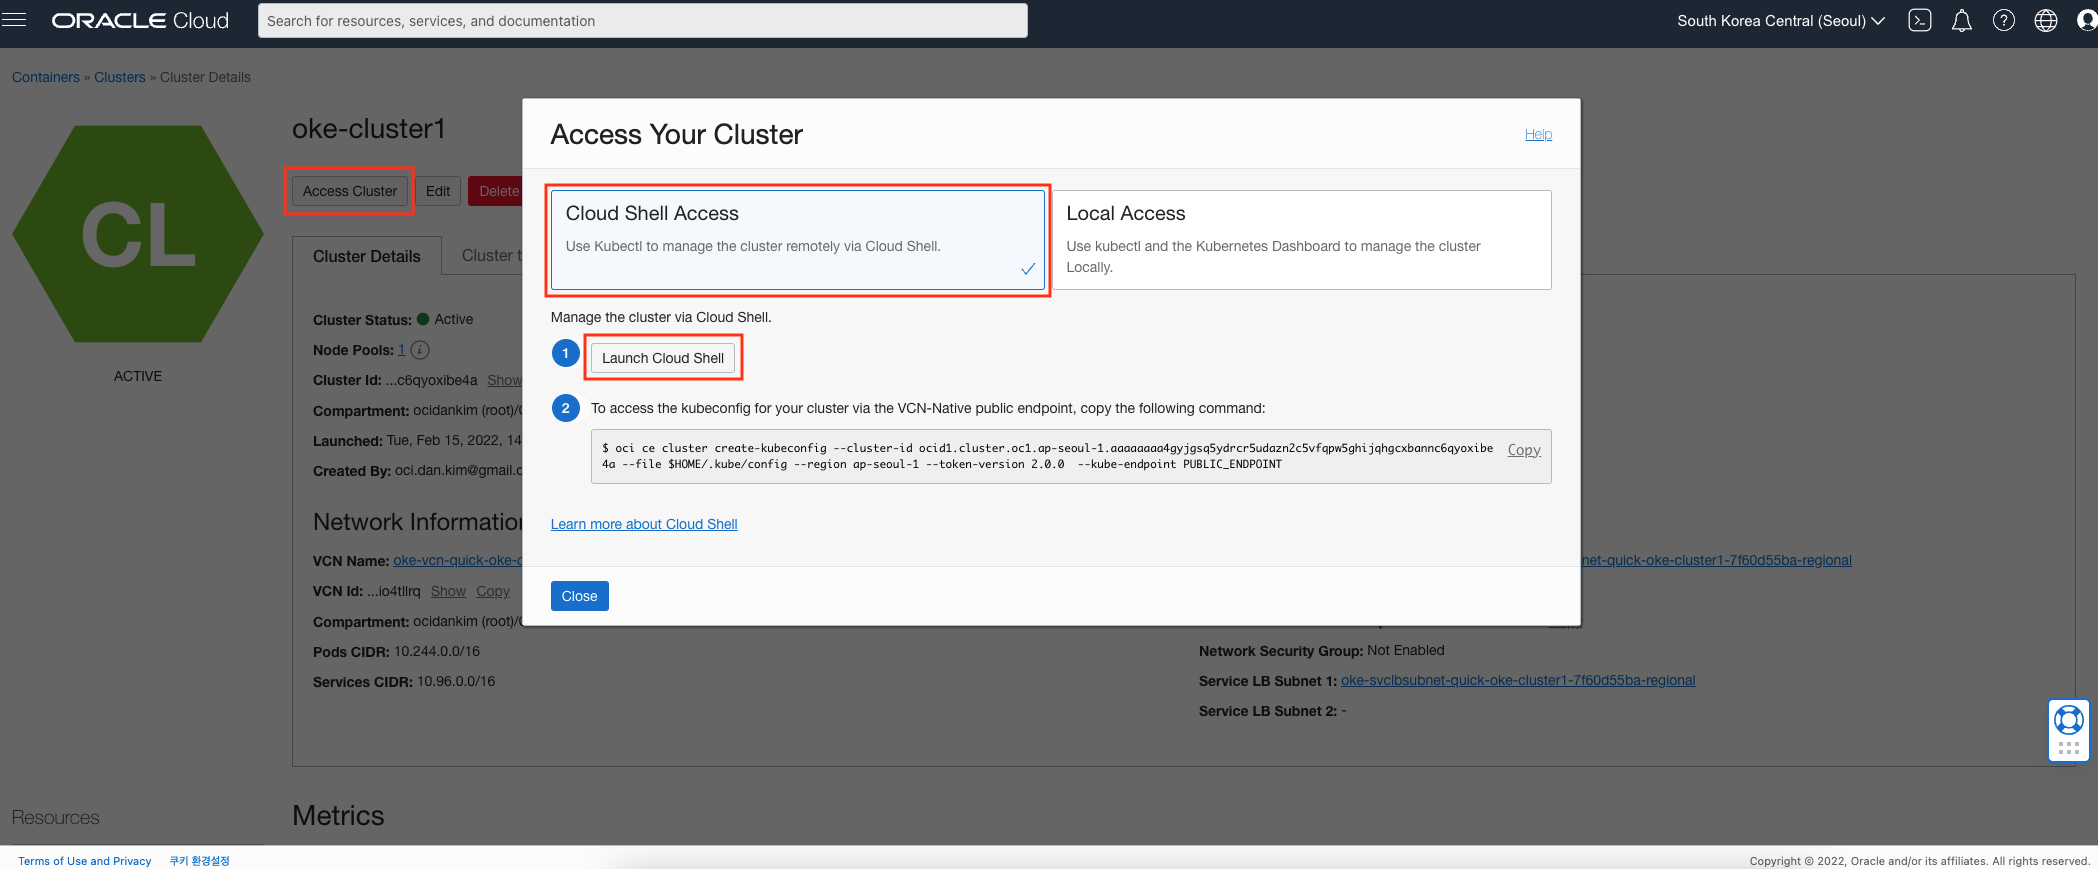 ORACLE Cloud
Search for resources, services, and documentation
South Korea Central (Seoul)
Containers » Clusters » Cluster Details
CL
ACTIVE
oke-cluster1
Access Cluster
Edit
Delete
Cluster Details
Cluster t
Cluster Status: Active
Node Pools: 1
Cluster Id: ...c6qyoxibe4a Show
Compartment: ocidankim (root)/
Launched: Tue, Feb 15, 2022, 14
Created By: oci.dan.kim@gmail.c
Network Information
VCN Name: oke-vcn-quick-oke-c
VCN Id: ...io4tllrq Show Copy
Compartment: ocidankim (root)/
Pods CIDR: 10.244.0.0/16
Services CIDR: 10.96.0.0/16
Access Your Cluster
Help
Cloud Shell Access
Use Kubectl to manage the cluster remotely via Cloud Shell.
Local Access
Use kubectl and the Kubernetes Dashboard to manage the cluster
Locally.
Manage the cluster via Cloud Shell.
1 Launch Cloud Shell
2 To access the kubeconfig for your cluster via the VCN-Native public endpoint, copy the following command:
$ oci ce cluster create-kubeconfig --cluster-id ocid1.cluster.oc1.ap-seoul-1.aaaaaaaa4gyjgsq5ydrcr5udazn2c5vfqpw5ghijqhgcxbannc6qyoxibe
4a --file $HOME/.kube/config --region ap-seoul-1 --token-version 2.0.0  --kube-endpoint PUBLIC_ENDPOINT
Copy
Learn more about Cloud Shell
Close
net-quick-oke-cluster1-7f60d55ba-regional
Network Security Group: Not Enabled
Service LB Subnet 1: oke-svclbsubnet-quick-oke-cluster1-7f60d55ba-regional
Service LB Subnet 2: -
Resources
Metrics
Terms of Use and Privacy
쿠키 환경설정
Copyright © 2022, Oracle and/or its affiliates. All rights reserved.